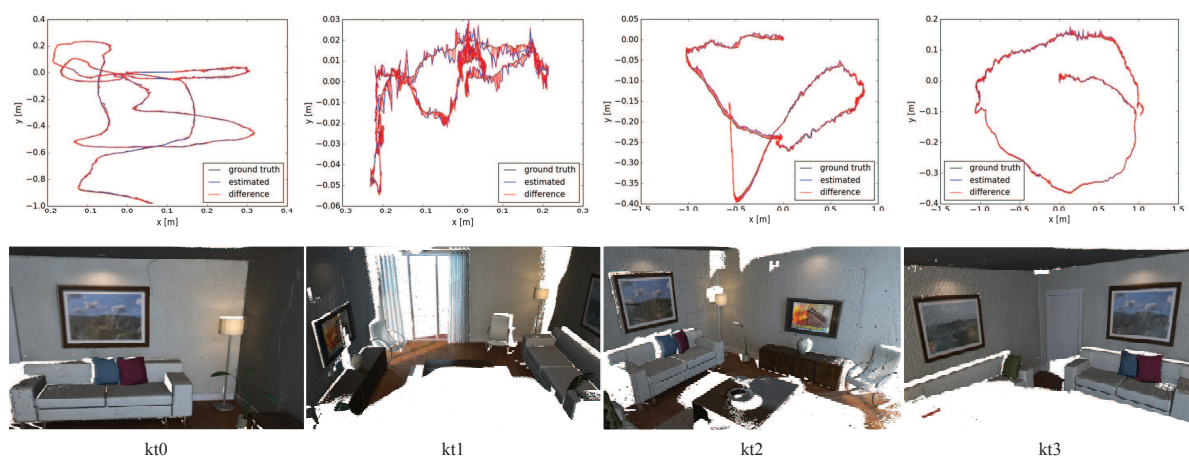 0.4
0.2
0.0
−0.2
−0.4
−0.6
−0.8
−1.0
y [m]
ground truth
estimated
difference
0.2 0.1 0.0 0.1 0.2 0.3 0.4
x [m]
0.03
0.02
0.01
0.00
−0.01
−0.02
−0.03
−0.04
−0.05
−0.06
y [m]
ground truth
estimated
difference
0.3 0.2 0.1 0.0 0.1 0.2 0.3
x [m]
0.05
0.00
−0.05
−0.10
−0.15
−0.20
−0.25
−0.30
−0.35
−0.40
y [m]
ground truth
estimated
difference
−1.5 −1.0 −0.5 0.0 0.5 1.0
x [m]
0.2
0.1
0.0
−0.1
−0.2
−0.3
−0.4
y [m]
ground truth
estimated
difference
−1.5 −1.0 −0.5 0.0 0.5 1.0 1.5
x [m]
kt0
kt1
kt2
kt3